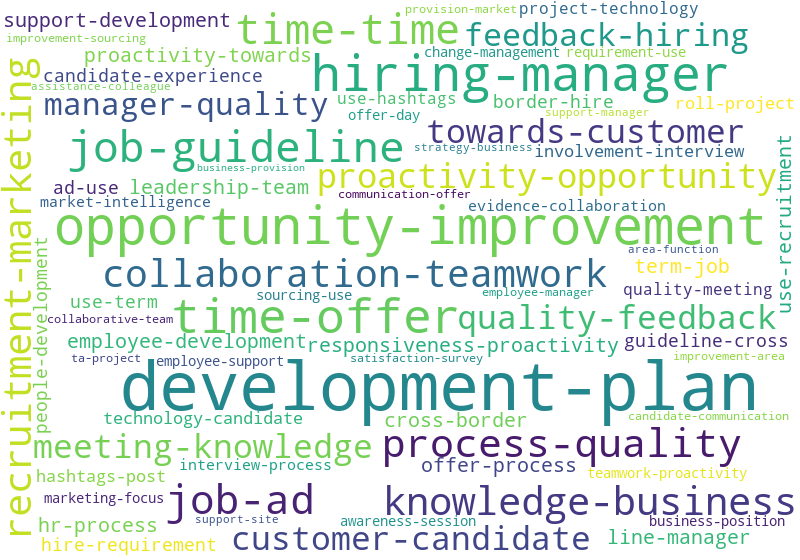 provision-market
project-technology
support-development
time-time
feedback-hiring
improvement-sourcing
proactivity-towards
change-management
requirement-use
candidate-experience
hiring-manager
assistance-colleague
manager-quality
use-hashtags
border-hire
roll-project
offer-day
support-manager
towards-customer
job-guideline
strategy-business
involvement-interview
business-provision
ad-use
leadership-team
proactivity-opportunity
communication-offer
market-intelligence
evidence-collaboration
recruitment-marketing
use-recruitment
opportunity-improvement
people-development
area-function
collaboration-teamwork
term-job
quality-meeting
sourcing-use
employee-manager
use-term
time-offer
quality-feedback
collaborative-team
employee-development
responsiveness-proactivity
guideline-cross
ta-project
employee-support
satisfaction-survey
improvement-area
development-plan
technology-candidate
cross-border
candidate-communication
meeting-knowledge
process-quality
interview-process
offer-process
hashtags-post
teamwork-proactivity
marketing-focus
job-ad
knowledge-business
hr-process
support-site
awareness-session
business-position
hire-requirement
customer-candidate
line-manager